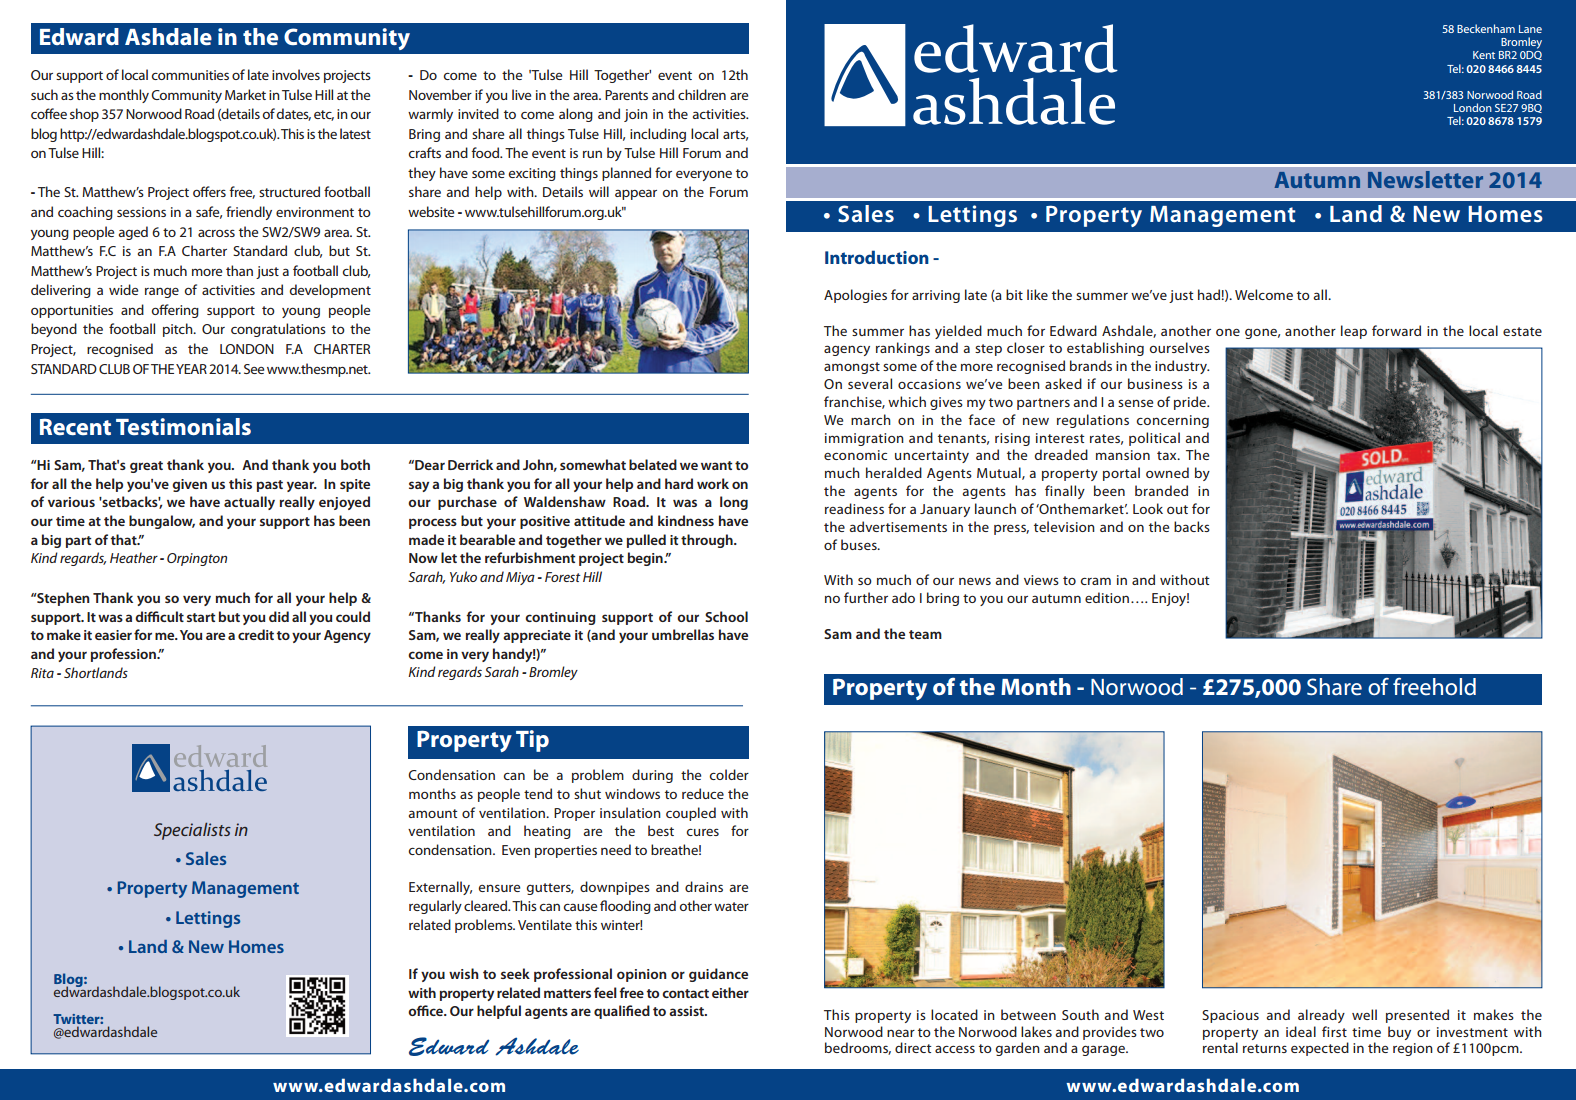 Edward Ashdale in the Community
Our support of local communities of late involves projects
such as the monthly Community Market in Tulse Hill at the
coffee shop 357 Norwood Road (details of dates, etc, in our
blog http://edwardashdale.blogspot.co.uk). This is the latest
on Tulse Hill:
- The St. Matthew's Project offers free, structured football
and coaching sessions in a safe, friendly environment to
young people aged 6 to 21 across the SW2/SW9 area. St.
Matthew's F.C is an F.A Charter Standard club, but St.
Matthew's Project is much more than just a football club,
delivering a wide range of activities and development
opportunities and offering support to young people
beyond the football pitch. Our congratulations to the
Project, recognised as the LONDON F.A CHARTER
STANDARD CLUB OF THE YEAR 2014. See www.thesmp.net.
- Do come to the 'Tulse Hill Together' event on 12th
November if you live in the area. Parents and children are
warmly invited to come along and join in the activities.
Bring and share all things Tulse Hill, including local arts,
crafts and food. The event is run by Tulse Hill Forum and
they have some exciting things planned for everyone to
share and help with. Details will appear on the Forum
website - www.tulsehillforum.org.uk"
Recent Testimonials
“Hi Sam, That's great thank you. And thank you both
for all the help you've given us this past year. In spite
of various 'setbacks', we have actually really enjoyed
our time at the bungalow, and your support has been
a big part of that.”
Kind regards, Heather - Orpington
“Stephen Thank you so very much for all your help &
support. It was a difficult start but you did all you could
to make it easier for me. You are a credit to your Agency
and your profession.”
Rita - Shortlands
“Dear Derrick and John, somewhat belated we want to
say a big thank you for all your help and hard work on
our purchase of Waldenshaw Road. It was a long
process but your positive attitude and kindness have
made it bearable and together we pulled it through.
Now let the refurbishment project begin.”
Sarah, Yuko and Miya - Forest Hill
“Thanks for your continuing support of our School
Sam, we really appreciate it (and your umbrellas have
come in very handy!)”
Kind regards Sarah - Bromley
edward
ashdale
Specialists in
• Sales
• Property Management
• Lettings
• Land & New Homes
Blog:
edwardashdale.blogspot.co.uk
Twitter:
@edwardashdale
Property Tip
Condensation can be a problem during the colder
months as people tend to shut windows to reduce the
amount of ventilation. Proper insulation coupled with
ventilation and heating are the best cures for
condensation. Even properties need to breathe!
Externally, ensure gutters, downpipes and drains are
regularly cleared. This can cause flooding and other water
related problems. Ventilate this winter!
If you wish to seek professional opinion or guidance
with property related matters feel free to contact either
office. Our helpful agents are qualified to assist.
Edward Ashdale
www.edwardashdale.com
edward
ashdale
58 Beckenham Lane
Bromley
Kent BR2 0DQ
Tel: 020 8466 8445
381/383 Norwood Road
London SE27 9BQ
Tel: 020 8678 1579
Autumn Newsletter 2014
• Sales • Lettings • Property Management • Land & New Homes
Introduction -
Apologies for arriving late (a bit like the summer we've just had!). Welcome to all.
The summer has yielded much for Edward Ashdale, another one gone, another leap forward in the local estate
agency rankings and a step closer to establishing ourselves
amongst some of the more recognised brands in the industry.
On several occasions we've been asked if our business is a
franchise, which gives my two partners and I a sense of pride.
We march on in the face of new regulations concerning
immigration and tenants, rising interest rates, political and
economic uncertainty and the dreaded mansion tax. The
much heralded Agents Mutual, a property portal owned by
the agents for the agents has finally been branded in
readiness for a January launch of ‘Onthemarket’. Look out for
the advertisements in the press, television and on the backs
of buses.
With so much of our news and views to cram in and without
no further ado I bring to you our autumn edition…. Enjoy!
Sam and the team
SOLD
edward
ashdale
020 8466 8445
www.edwardashdale.com
Property of the Month - Norwood - £275,000 Share of freehold
This property is located in between South and West
Norwood near to the Norwood lakes and provides two
bedrooms, direct access to garden and a garage.
Spacious and already well presented it makes the
property an ideal first time buy or investment with
rental returns expected in the region of £1100pcm.
www.edwardashdale.com